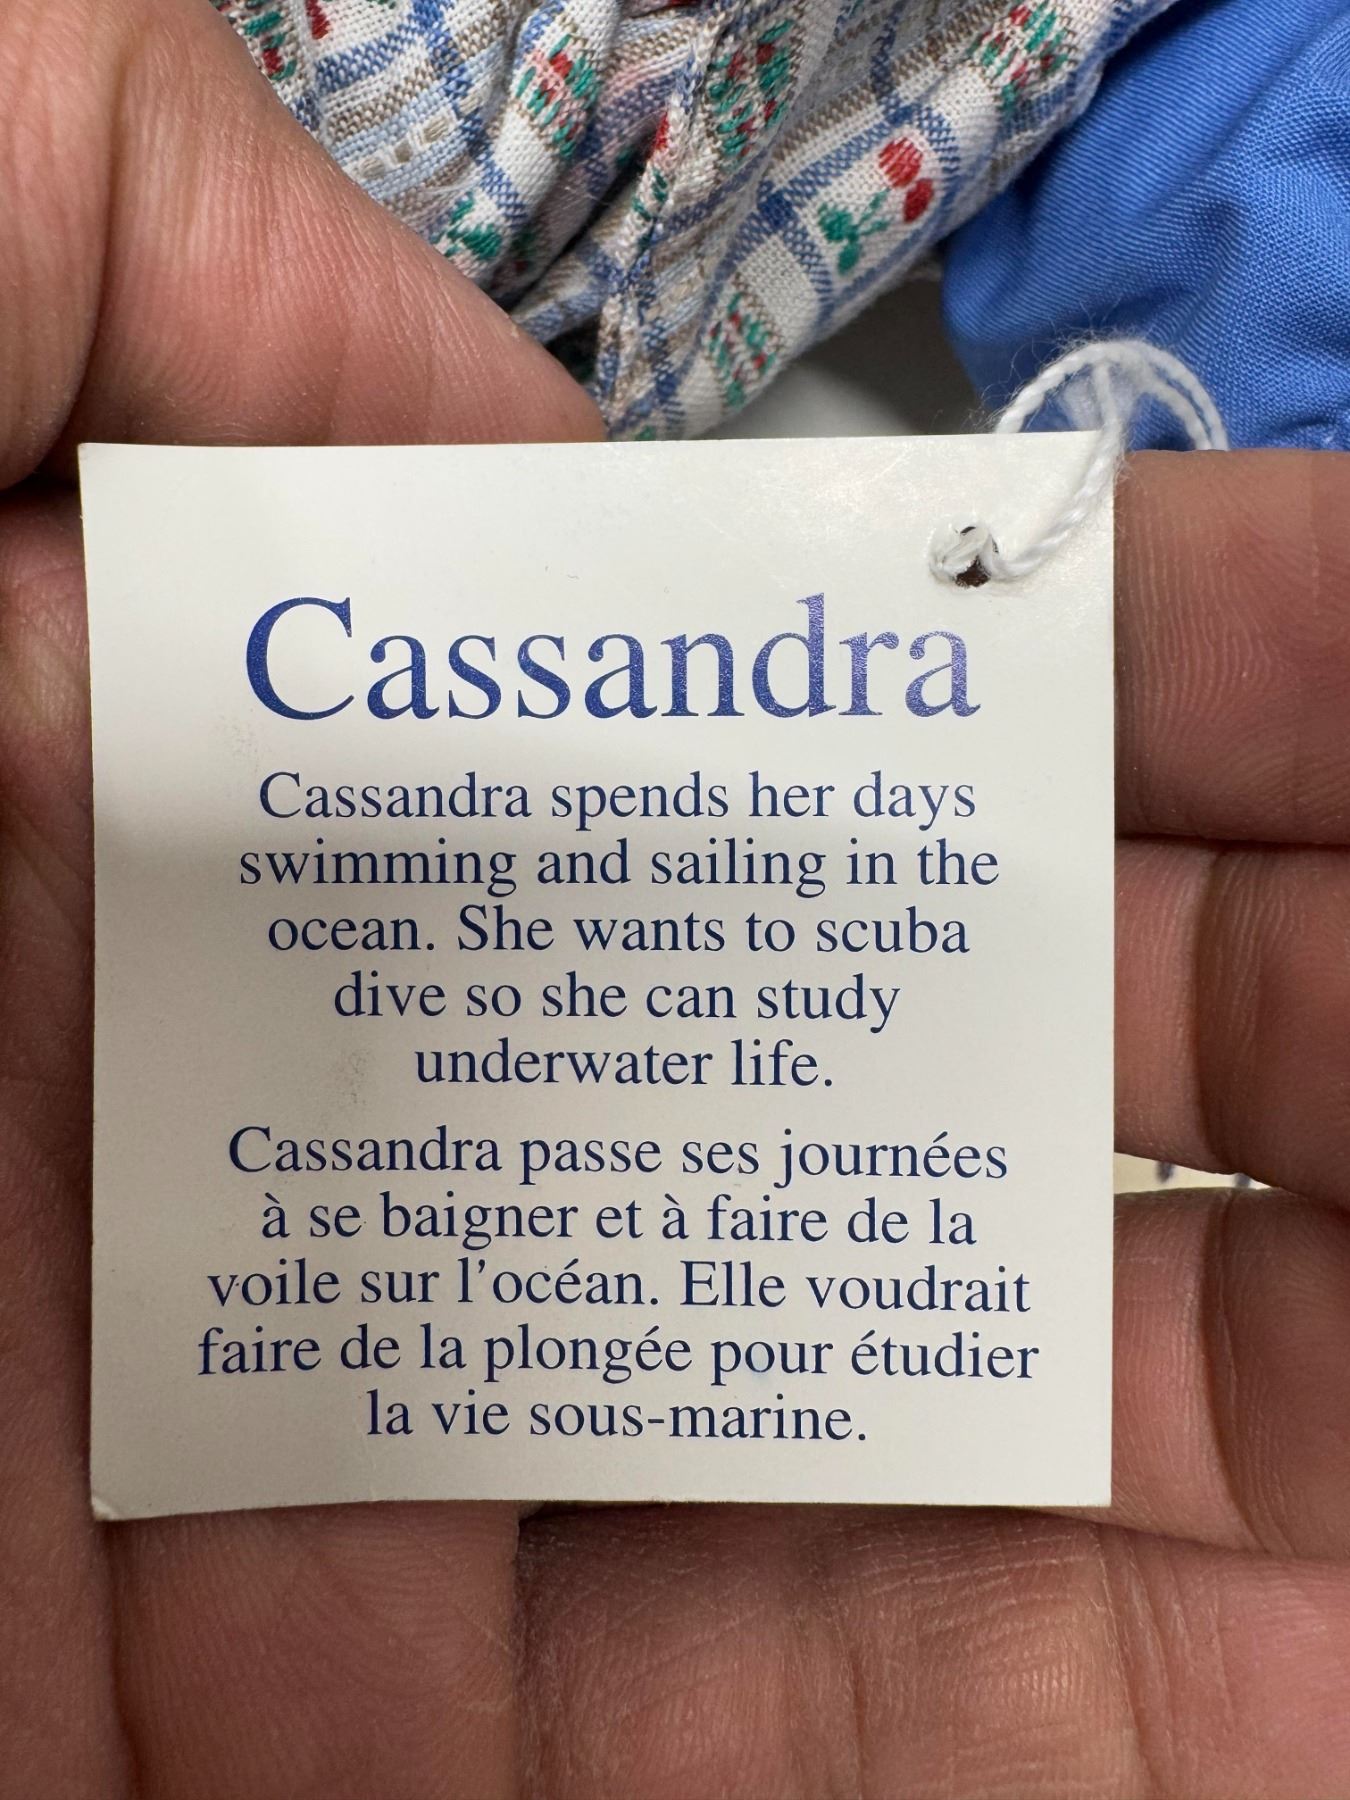 Cassandra
Cassandra spends her days
swimming and sailing in the
ocean. She wants to scuba
dive so she can study
underwater life.
Cassandra passe ses journées
à se baigner et à faire de la
voile sur l'océan. Elle voudrait
faire de la plongée pour étudier
la vie sous-marine.